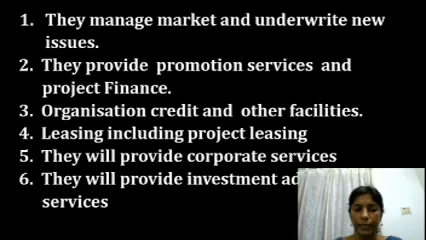 1. They manage market and underwrite new
issues.
2. They provide promotion services and
project Finance.
3. Organisation credit and other facilities.
4. Leasing including project leasing
5. They will provide corporate services
6. They will provide investment
services